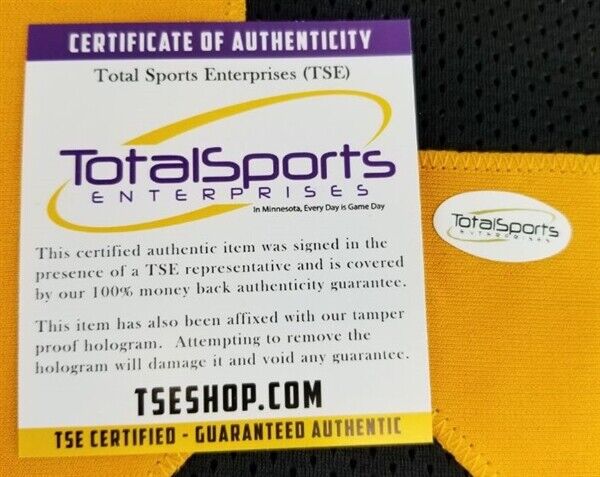 CERTIFICATE OF AUTHENTICITY
Total Sports Enterprises (TSE)
TotalSports
ENTERPRISES
In Minnesota, Every Day is Game Day
This certified authentic item was signed in the
presence of a TSE representative and is covered
by our 100% money back authenticity guarantee.
This item has also been affixed with our tamper
proof hologram. Attempting to remove the
hologram will damage it and void any guarantee.
TSESHOP.COM
TSE CERTIFIED - GUARANTEED AUTHENTIC
TotalSports
ENTERPRISES